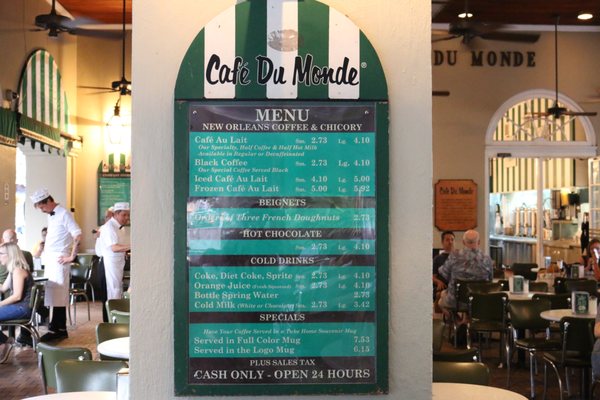 Café Du Monde®
MENU
NEW ORLEANS COFFEE & CHICORY
Café Au Lait Sm. 2.73 Lg. 4.10
Our Specialty, Half Coffee & Half Hot Milk
Available in Regular or Decaffeinated
Black Coffee Sm. 2.73 Lg. 4.10
Our Special Coffee Served Black
Iced Café Au Lait Sm. 4.10 Lg. 5.00
Frozen Café Au Lait Sm. 5.00 Lg. 5.92
BEIGNETS
Order of Three French Doughnuts 2.73
HOT CHOCOLATE
Sm. 2.73 Lg. 4.10
COLD DRINKS
Coke, Diet Coke, Sprite Sm. 2.73 Lg. 4.10
Orange Juice Sm. 2.73 Lg. 4.10
Bottle Spring Water 2.73
Cold Milk Sm. 2.73 Lg. 3.42
SPECIALS
Have Your Coffee Served in a Take Home Souvenir Mug
Served in Full Color Mug 7.53
Served in the Logo Mug 6.15
PLUS SALES TAX
CASH ONLY - OPEN 24 HOURS
DU MONDE
Café du Monde